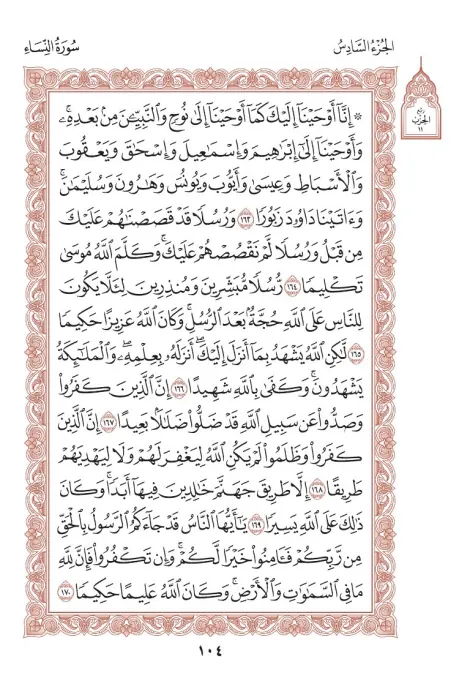 الجزء السادس
سورة النساء
ربع
الحزب
١١
۞ إِنَّآ أَوْحَيْنَآ إِلَيْكَ كَمَآ أَوْحَيْنَآ إِلَىٰ نُوحٍ وَٱلنَّبِيِّـۧنَ مِنۢ بَعْدِهِۦۚ
وَأَوْحَيْنَآ إِلَىٰٓ إِبْرَٰهِيمَ وَإِسْمَٰعِيلَ وَإِسْحَٰقَ وَيَعْقُوبَ
وَٱلْأَسْبَاطِ وَعِيسَىٰ وَأَيُّوبَ وَيُونُسَ وَهَٰرُونَ وَسُلَيْمَٰنَۚ
وَءَاتَيْنَا دَاوُۥدَ زَبُورًا ١٦٣ وَرُسُلًا قَدْ قَصَصْنَٰهُمْ عَلَيْكَ
مِن قَبْلُ وَرُسُلًا لَّمْ نَقْصُصْهُمْ عَلَيْكَۚ وَكَلَّمَ ٱللَّهُ مُوسَىٰ
تَكْلِيمًا ١٦٤ رُّسُلًا مُّبَشِّرِينَ وَمُنذِرِينَ لِئَلَّا يَكُونَ
لِلنَّاسِ عَلَى ٱللَّهِ حُجَّةٌۢ بَعْدَ ٱلرُّسُلِۚ وَكَانَ ٱللَّهُ عَزِيزًا حَكِيمًا
١٦٥ لَّٰكِنِ ٱللَّهُ يَشْهَدُ بِمَآ أَنزَلَ إِلَيْكَۖ أَنزَلَهُۥ بِعِلْمِهِۦۖ وَٱلْمَلَٰٓئِكَةُ
يَشْهَدُونَۚ وَكَفَىٰ بِٱللَّهِ شَهِيدًا ١٦٦ إِنَّ ٱلَّذِينَ كَفَرُوا۟
وَصَدُّوا۟ عَن سَبِيلِ ٱللَّهِ قَدْ ضَلُّوا۟ ضَلَٰلًۢا بَعِيدًا ١٦٧ إِنَّ ٱلَّذِينَ
كَفَرُوا۟ وَظَلَمُوا۟ لَمْ يَكُنِ ٱللَّهُ لِيَغْفِرَ لَهُمْ وَلَا لِيَهْدِيَهُمْ
طَرِيقًا ١٦٨ إِلَّا طَرِيقَ جَهَنَّمَ خَٰلِدِينَ فِيهَآ أَبَدًاۚ وَكَانَ
ذَٰلِكَ عَلَى ٱللَّهِ يَسِيرًا ١٦٩ يَٰٓأَيُّهَا ٱلنَّاسُ قَدْ جَآءَكُمُ ٱلرَّسُولُ بِٱلْحَقِّ
مِن رَّبِّكُمْ فَـَٔامِنُوا۟ خَيْرًا لَّكُمْۚ وَإِن تَكْفُرُوا۟ فَإِنَّ لِلَّهِ
مَا فِى ٱلسَّمَٰوَٰتِ وَٱلْأَرْضِۚ وَكَانَ ٱللَّهُ عَلِيمًا حَكِيمًا ١٧٠
١٠٤